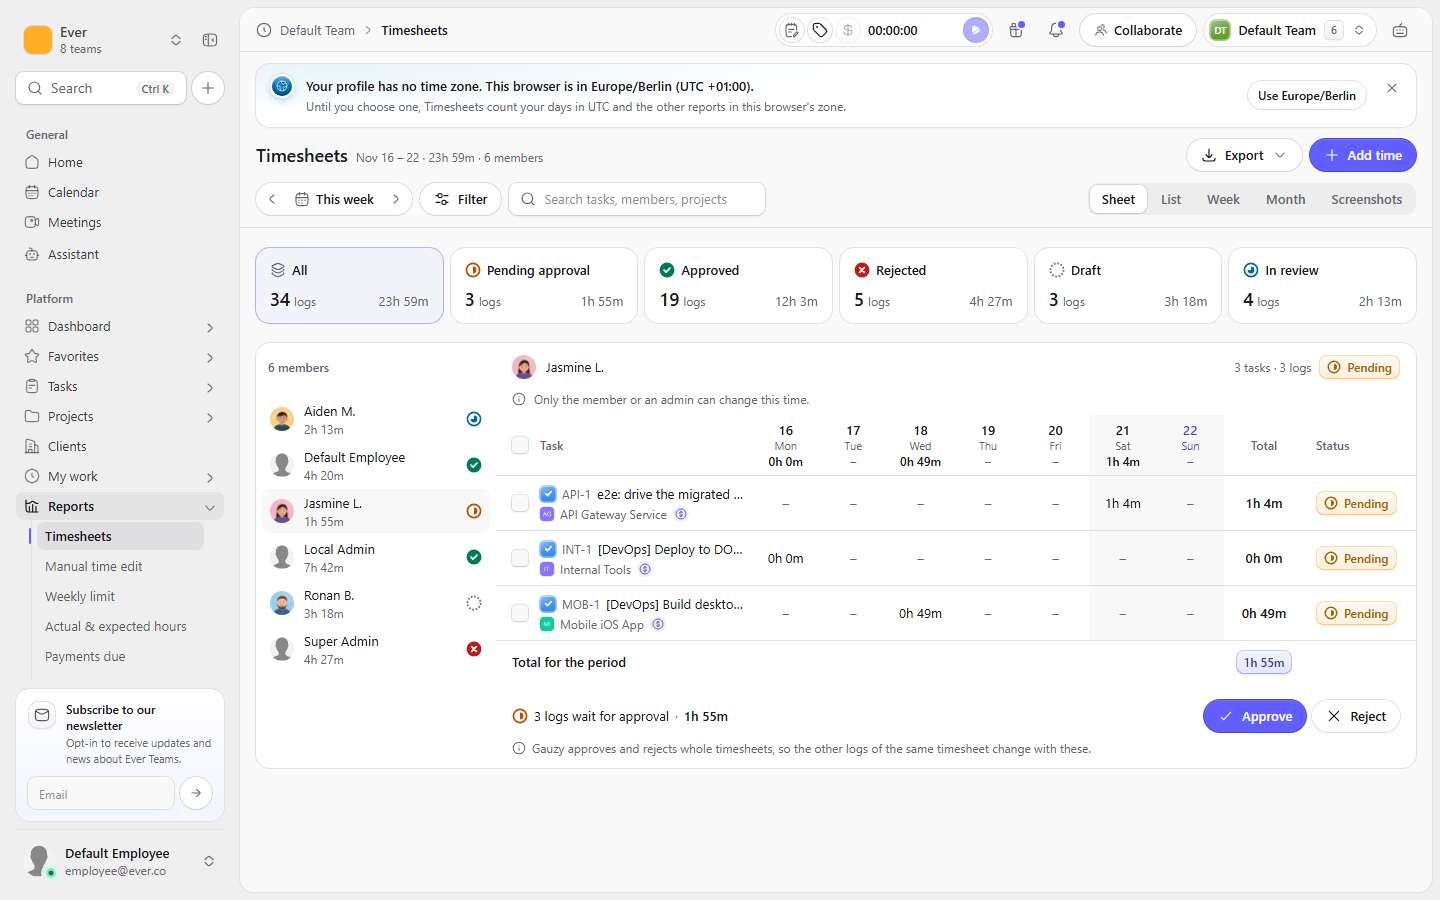 Ever
8 teams
Search
Ctrl K
General
Home
Calendar
Meetings
Assistant
Platform
Dashboard
Favorites
Tasks
Projects
Clients
My work
Reports
Timesheets
Manual time edit
Weekly limit
Actual & expected hours
Payments due
Subscribe to our newsletter
Opt-in to receive updates and news about Ever Teams.
Email
Default Employee
employee@ever.co
Default Team
Timesheets
00:00:00
Collaborate
DT Default Team 6
Your profile has no time zone. This browser is in Europe/Berlin (UTC +01:00).
Until you choose one, Timesheets count your days in UTC and the other reports in this browser's zone.
Use Europe/Berlin
Timesheets Nov 16 – 22 · 23h 59m · 6 members
Export
Add time
This week
Filter
Search tasks, members, projects
Sheet List Week Month Screenshots
All
34 logs 23h 59m
Pending approval
3 logs 1h 55m
Approved
19 logs 12h 3m
Rejected
5 logs 4h 27m
Draft
3 logs 3h 18m
In review
4 logs 2h 13m
6 members
Aiden M.
2h 13m
Default Employee
4h 20m
Jasmine L.
1h 55m
Local Admin
7h 42m
Ronan B.
3h 18m
Super Admin
4h 27m
Jasmine L.
3 tasks · 3 logs Pending
Only the member or an admin can change this time.
Task
16 Mon 0h 0m
17 Tue –
18 Wed 0h 49m
19 Thu –
20 Fri –
21 Sat 1h 4m
22 Sun –
Total
Status
API-1 e2e: drive the migrated ...
AG API Gateway Service
– – – – – 1h 4m – 1h 4m Pending
INT-1 [DevOps] Deploy to DO...
IT Internal Tools
0h 0m – – – – – – 0h 0m Pending
MOB-1 [DevOps] Build deskto...
MI Mobile iOS App
– – 0h 49m – – – – 0h 49m Pending
Total for the period
1h 55m
3 logs wait for approval · 1h 55m
Approve
Reject
Gauzy approves and rejects whole timesheets, so the other logs of the same timesheet change with these.